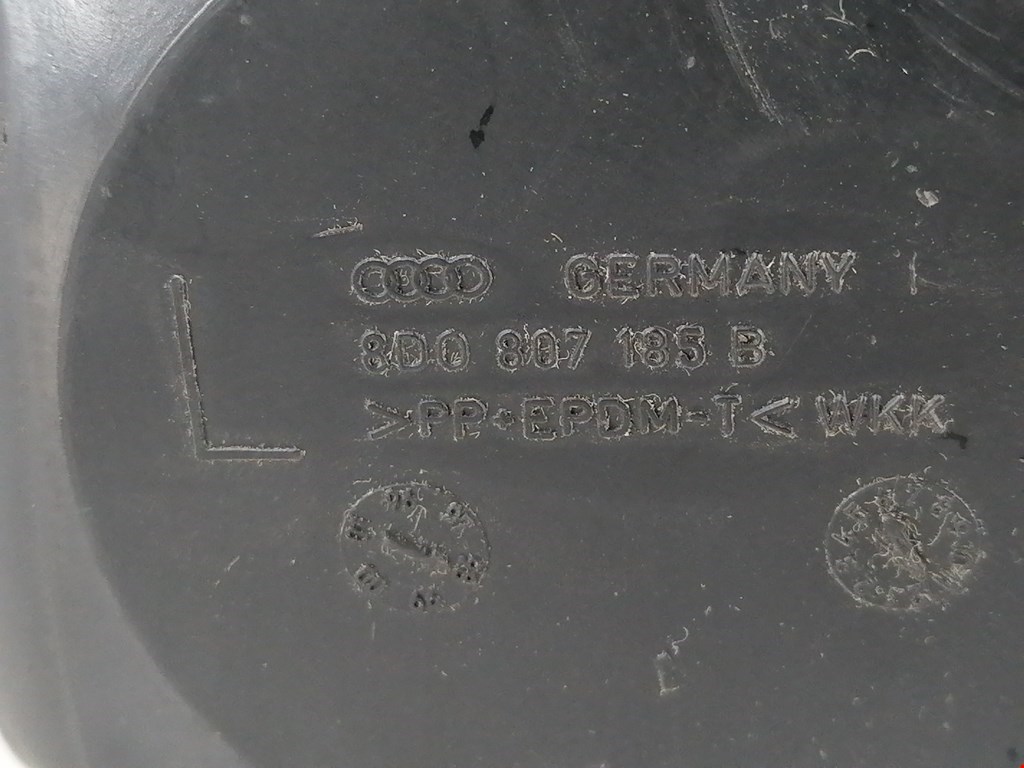 L
GERMANY
8D0 807 185 B
>PP+EPDM-T< WKK